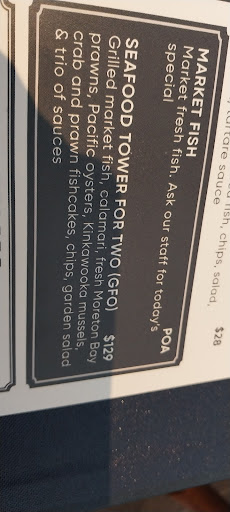 fish, chips, salad,
tartare sauce $28
MARKET FISH POA
Market fresh fish. Ask our staff for today's
special
SEAFOOD TOWER FOR TWO (GFO) $129
Grilled market fish, calamari, fresh Moreton Bay
prawns, Pacific oysters, Kinkawooka mussels,
crab and prawn fishcakes, chips, garden salad
& trio of sauces